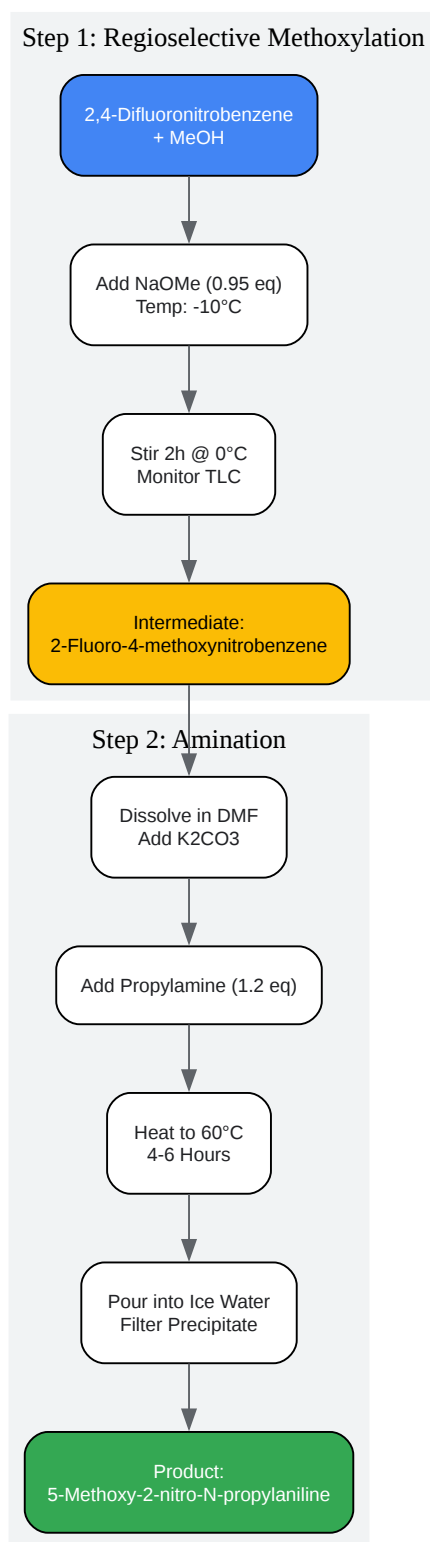 Step 1: Regioselective Methoxylation
2,4-Difluoronitrobenzene
+ MeOH
Add NaOMe (0.95 eq)
Temp: -10°C
Stir 2h @ 0°C
Monitor TLC
Intermediate:
2-Fluoro-4-methoxynitrobenzene
Step 2: Amination
Dissolve in DMF
Add K2CO3
Add Propylamine (1.2 eq)
Heat to 60°C
4-6 Hours
Pour into Ice Water
Filter Precipitate
Product:
5-Methoxy-2-nitro-N-propylaniline